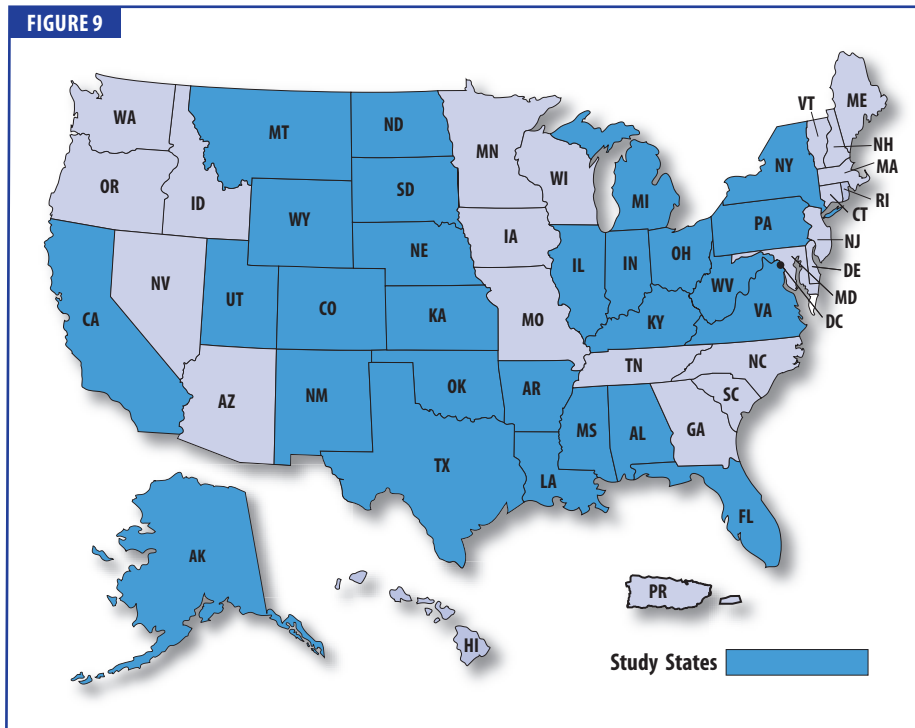 FIGURE 9
WA
MT
ND
MN
VT
ME
NH
MA
RI
CT
NJ
DE
MD
DC
OR
ID
WY
SD
WI
MI
NY
PA
NV
UT
CO
NE
IA
IL
IN
OH
WV
VA
CA
KA
MO
KY
AZ
NM
OK
AR
TN
NC
SC
TX
LA
MS
AL
GA
FL
AK
HI
PR
Study States